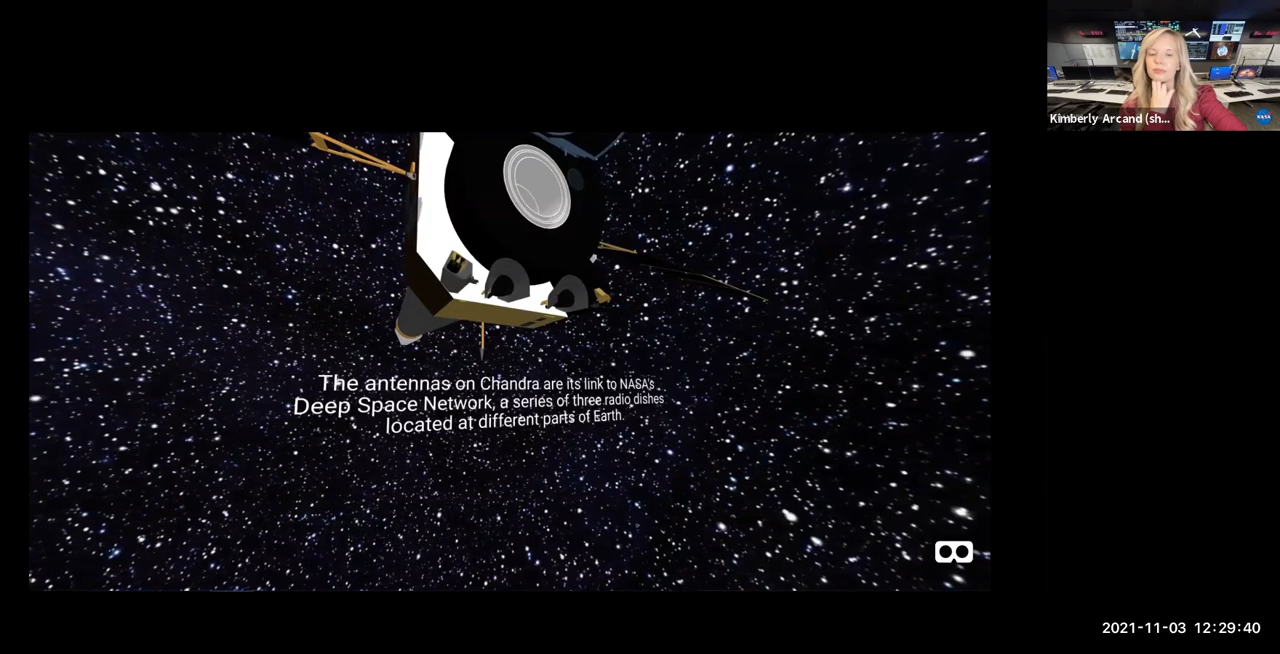 Kimberly Arcand (sh...
NASA
The antennas on Chandra are its link to NASA's
Deep Space Network, a series of three radio dishes
located at different parts of Earth.
2021-11-03 12:29:40